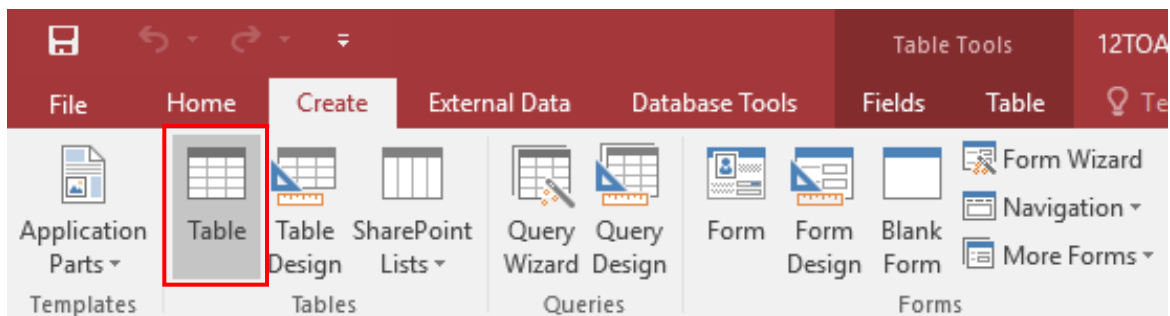 Table Tools 12TOA
File Home Create External Data Database Tools Fields Table Te
Application Parts
Table
Table Design
SharePoint Lists
Query Wizard
Query Design
Form
Form Design
Blank Form
Form Wizard
Navigation
More Forms
Templates Tables Queries Forms